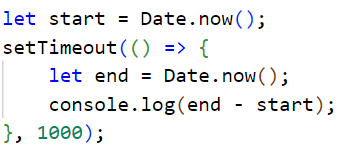 let start = Date.now();
setTimeout(() => {
    let end = Date.now();
    console.log(end - start);
}, 1000);